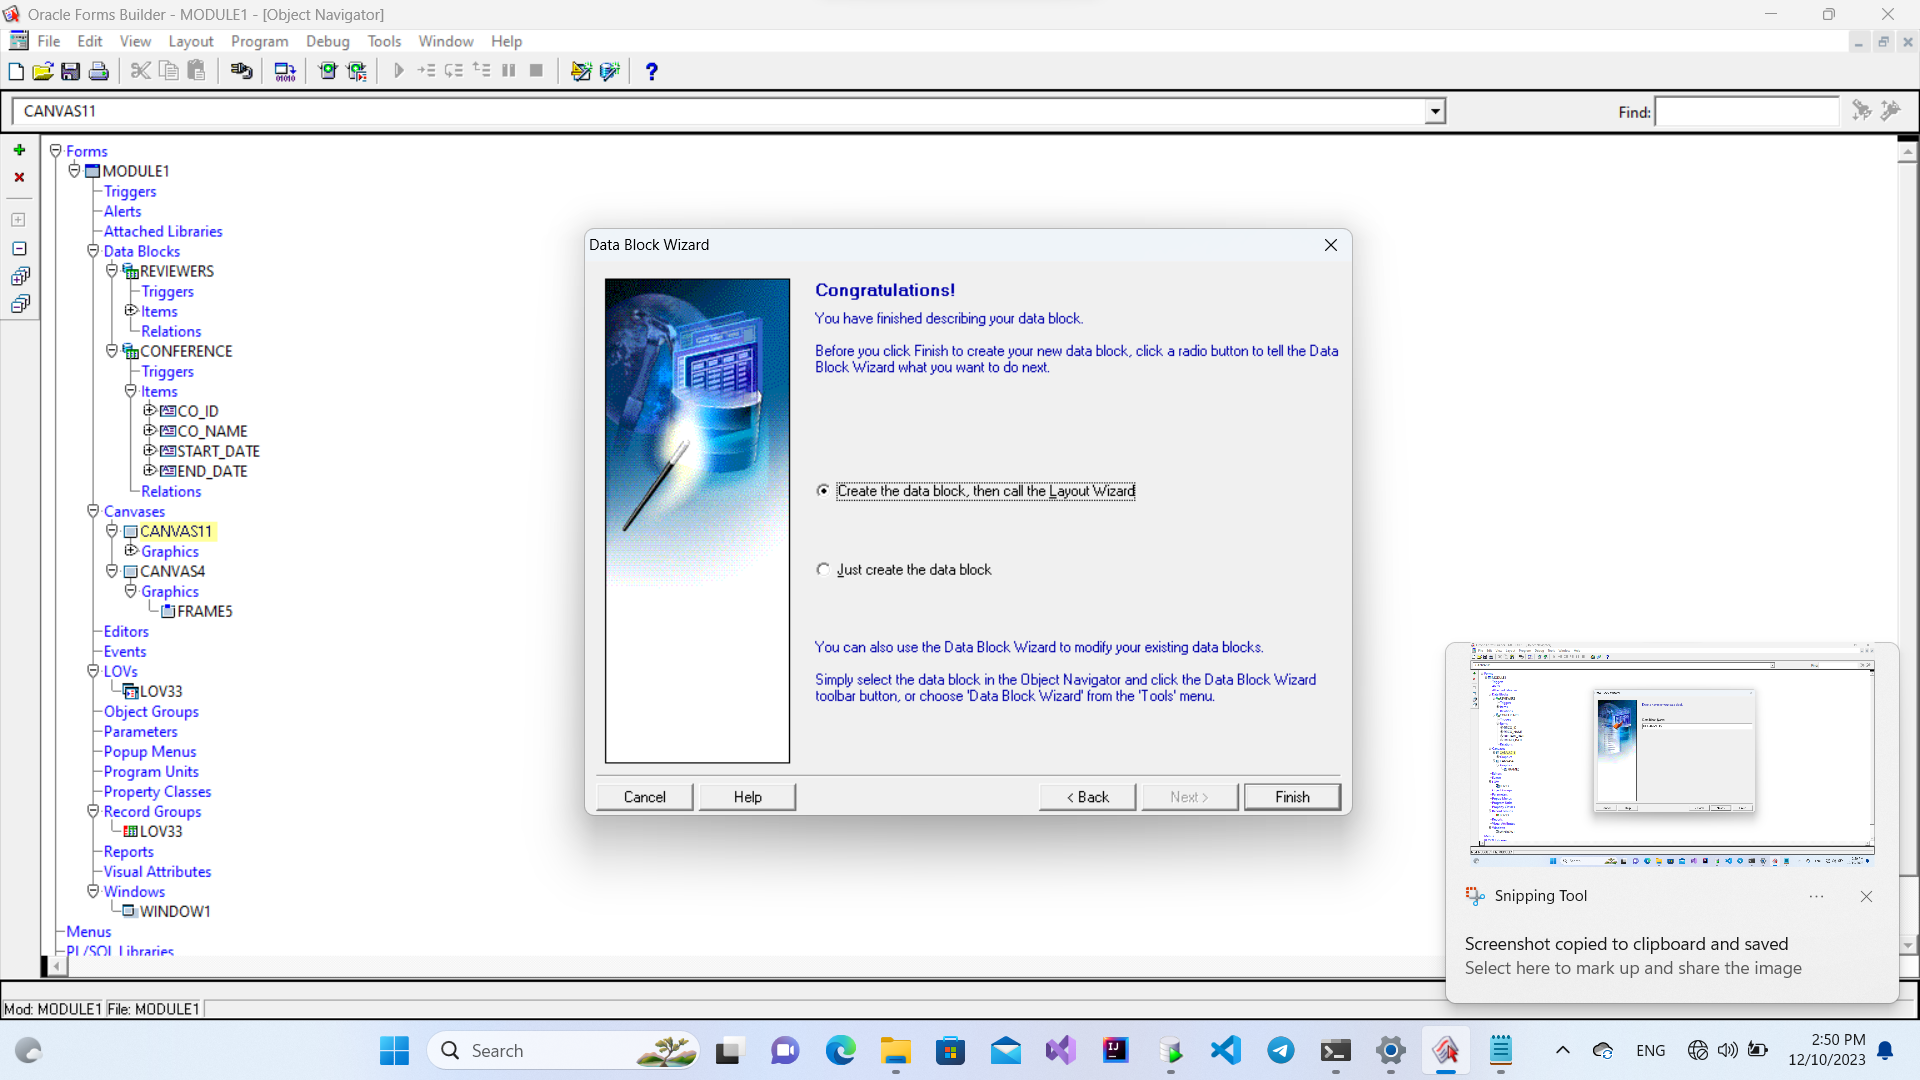 Oracle Forms Builder - MODULE1 - [Object Navigator]
File Edit View Layout Program Debug Tools Window Help
CANVAS11
Find:
Forms
MODULE1
Triggers
Alerts
Attached Libraries
Data Blocks
REVIEWERS
Triggers
Items
Relations
CONFERENCE
Triggers
Items
CO_ID
CO_NAME
START_DATE
END_DATE
Relations
Canvases
CANVAS11
Graphics
CANVAS4
Graphics
FRAME5
Editors
Events
LOVs
LOV33
Object Groups
Parameters
Popup Menus
Program Units
Property Classes
Record Groups
LOV33
Reports
Visual Attributes
Windows
WINDOW1
Menus
PL/SQL Libraries
Data Block Wizard
Congratulations!
You have finished describing your data block.
Before you click Finish to create your new data block, click a radio button to tell the Data
Block Wizard what you want to do next.
Create the data block, then call the Layout Wizard
Just create the data block
You can also use the Data Block Wizard to modify your existing data blocks.
Simply select the data block in the Object Navigator and click the Data Block Wizard
toolbar button, or choose 'Data Block Wizard' from the 'Tools' menu.
Cancel Help < Back Next > Finish
Snipping Tool
Screenshot copied to clipboard and saved
Select here to mark up and share the image
Mod: MODULE1 File: MODULE1
Search
ENG
2:50 PM
12/10/2023